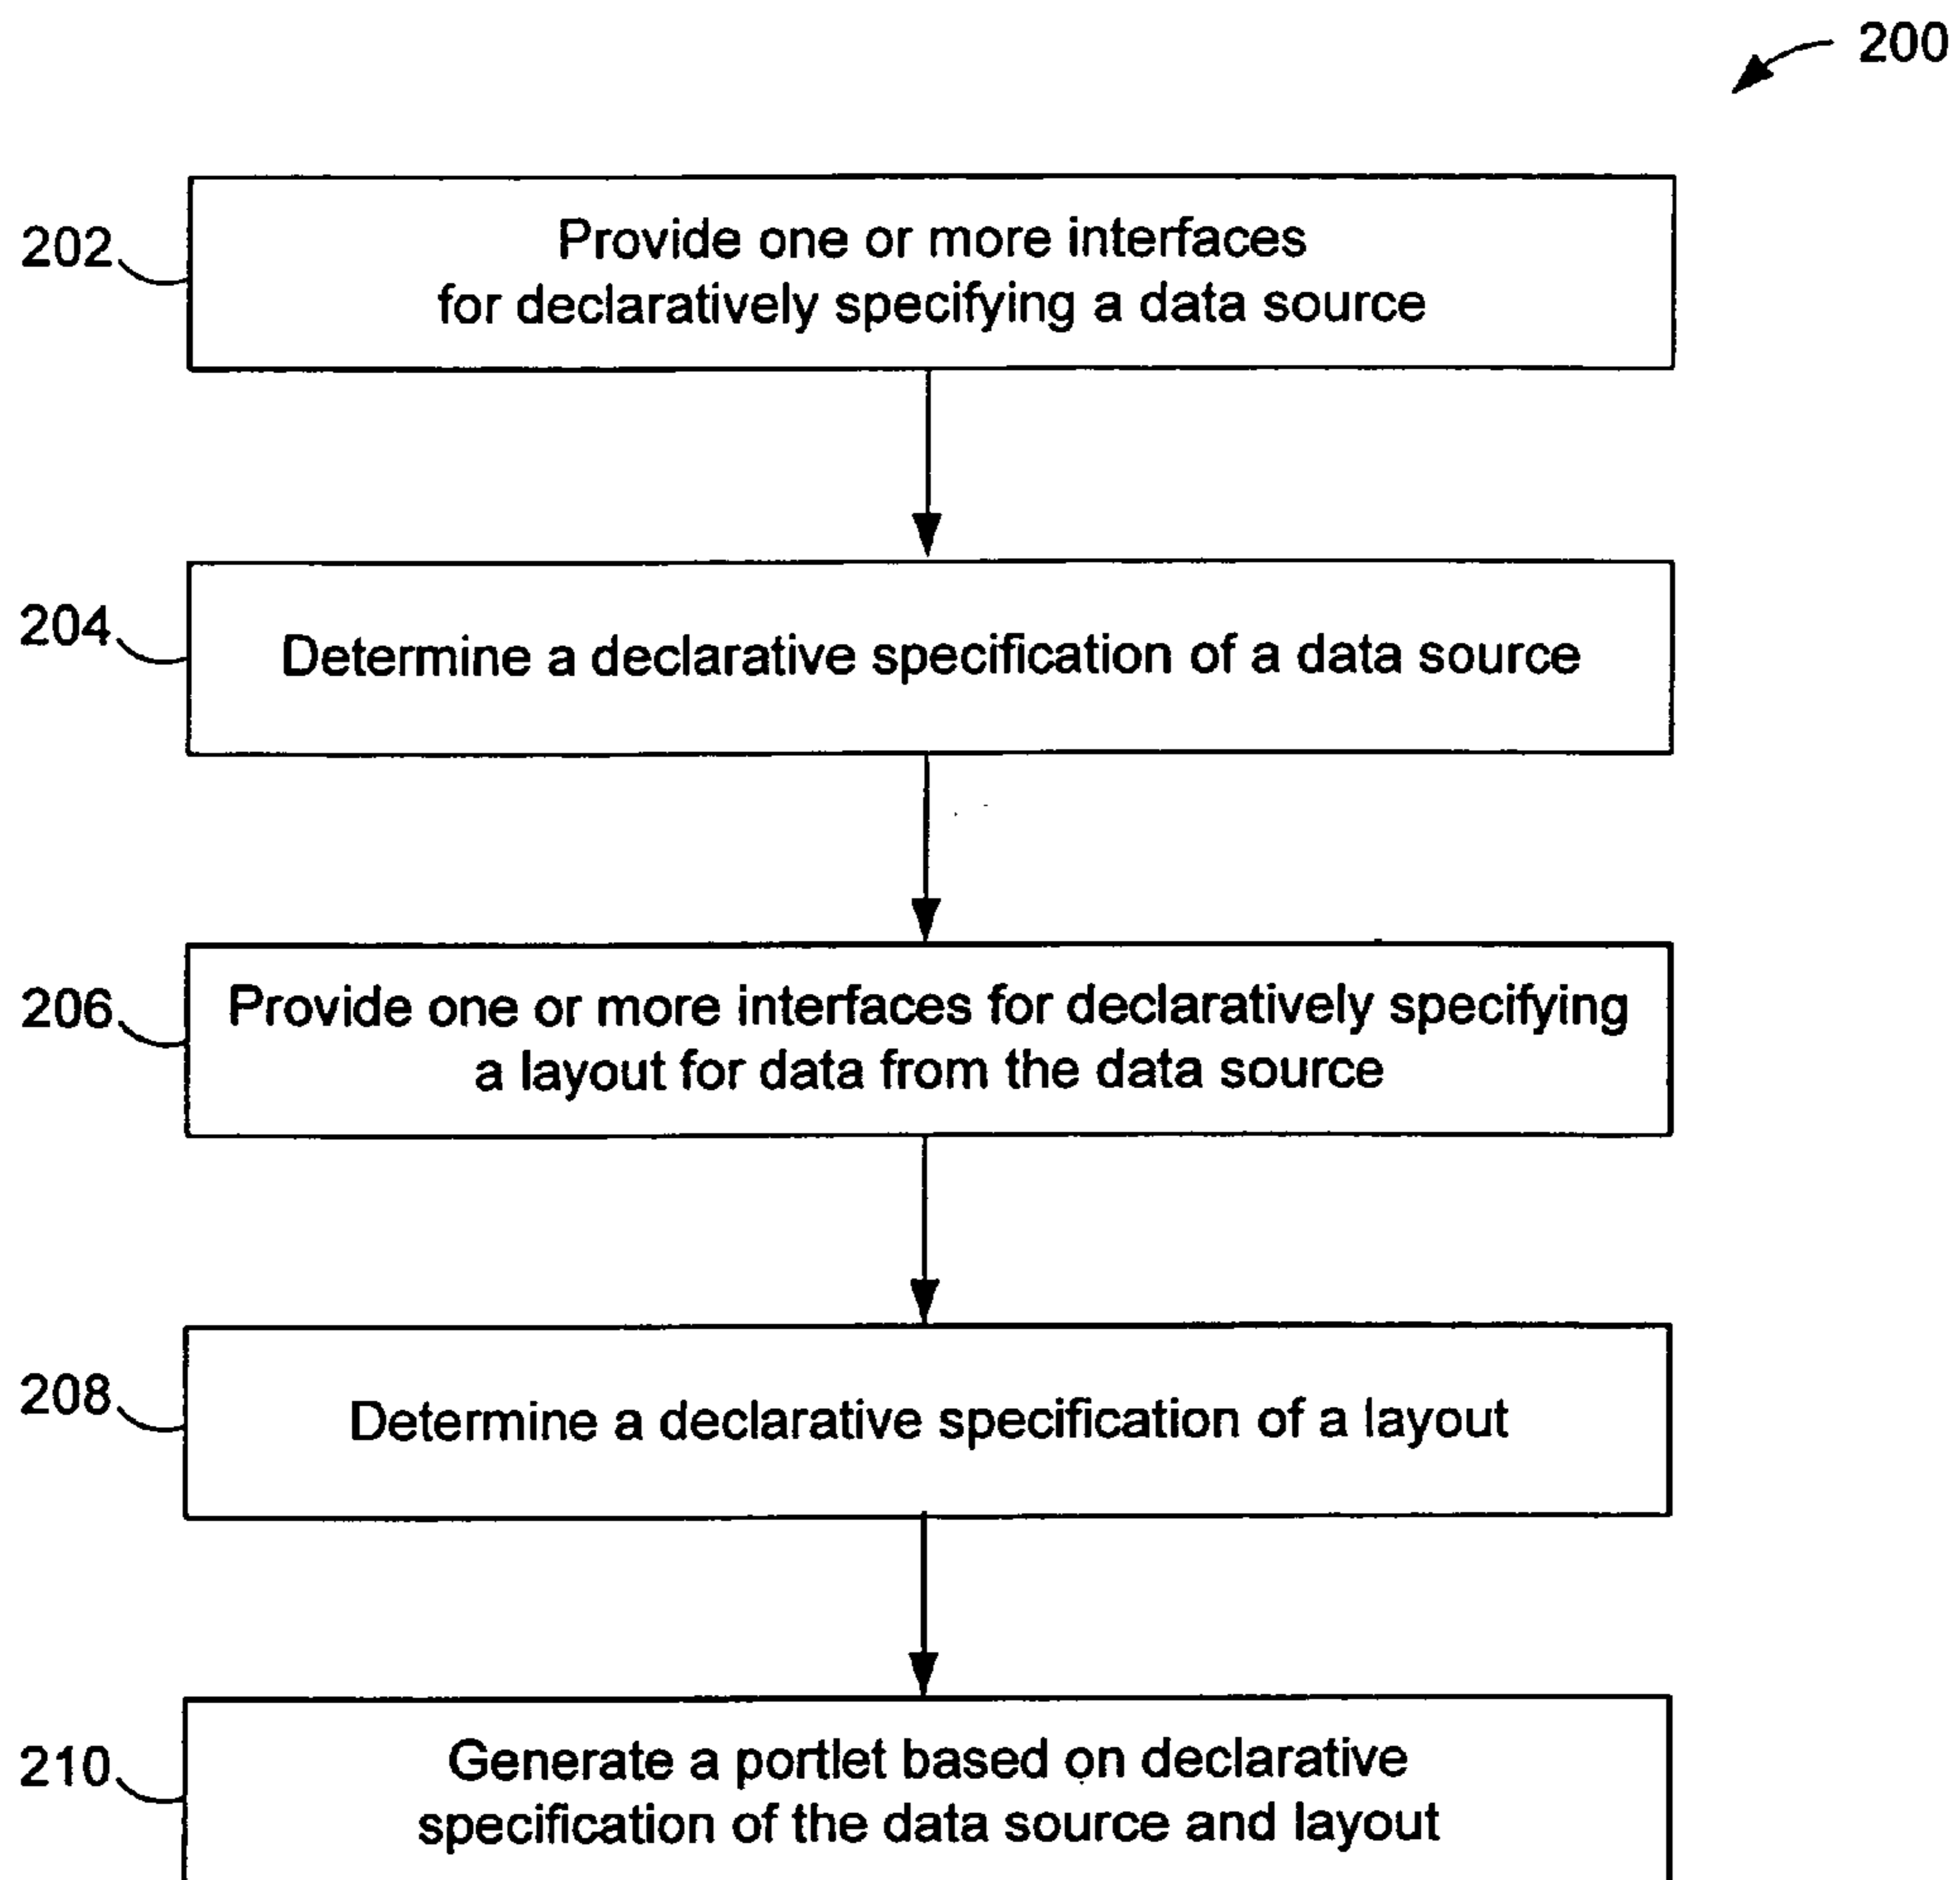 200
202
Provide one or more interfaces
for declaratively specifying a data source
204
Determine a declarative specification of a data source
206
Provide one or more interfaces for declaratively specifying
a layout for data from the data source
208
Determine a declarative specification of a layout
210
Generate a portlet based on declarative
specification of the data source and layout